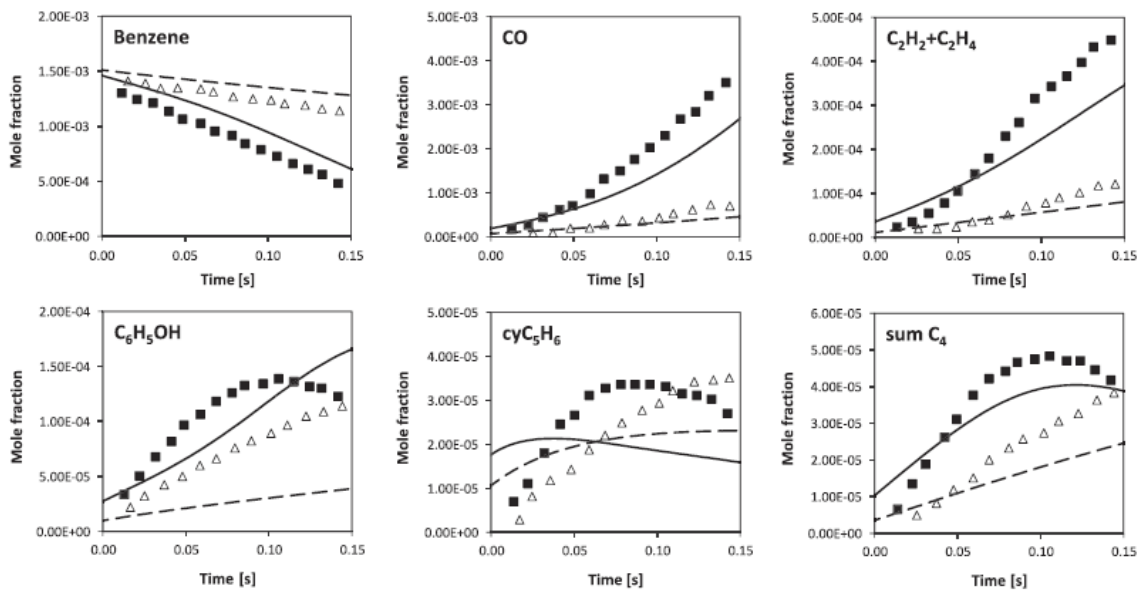 Benzene
2.00E-03
1.50E-03
1.00E-03
5.00E-04
0.00E+00
Mole fraction
0.00 0.05 0.10 0.15
Time [s]
CO
5.00E-03
4.00E-03
3.00E-03
2.00E-03
1.00E-03
0.00E+00
Mole fraction
0.00 0.05 0.10 0.15
Time [s]
C₂H₂+C₂H₄
5.00E-04
4.00E-04
3.00E-04
2.00E-04
1.00E-04
0.00E+00
Mole fraction
0.00 0.05 0.10 0.15
Time [s]
C₆H₅OH
2.00E-04
1.50E-04
1.00E-04
5.00E-05
0.00E+00
Mole fraction
0.00 0.05 0.10 0.15
Time [s]
cyC₅H₆
5.00E-05
4.00E-05
3.00E-05
2.00E-05
1.00E-05
0.00E+00
Mole fraction
0.00 0.05 0.10 0.15
Time [s]
sum C₄
6.00E-05
5.00E-05
4.00E-05
3.00E-05
2.00E-05
1.00E-05
0.00E+00
Mole fraction
0.00 0.05 0.10 0.15
Time [s]